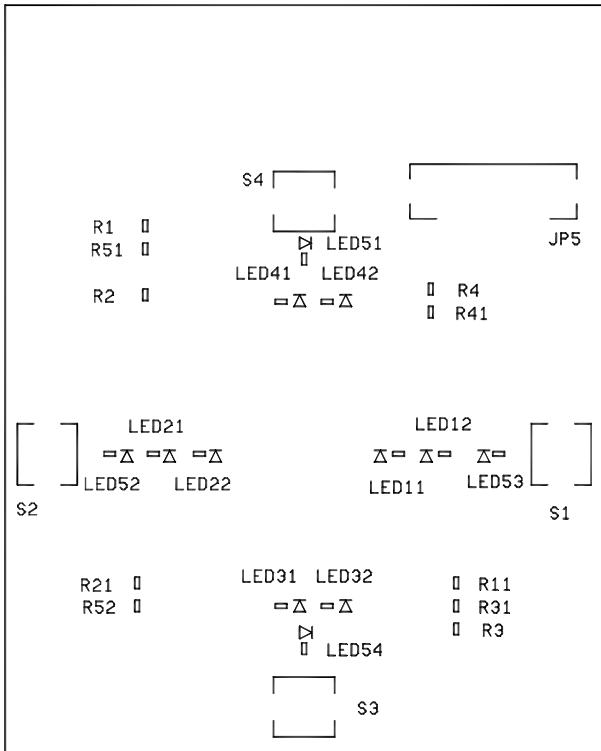 S4
R1
LED51
JP5
R51
LED41 LED42
R2
R4
R41
LED21
LED12
LED52 LED22
LED11 LED53
S2
S1
R21
LED31 LED32
R11
R52
R31
R3
LED54
S3